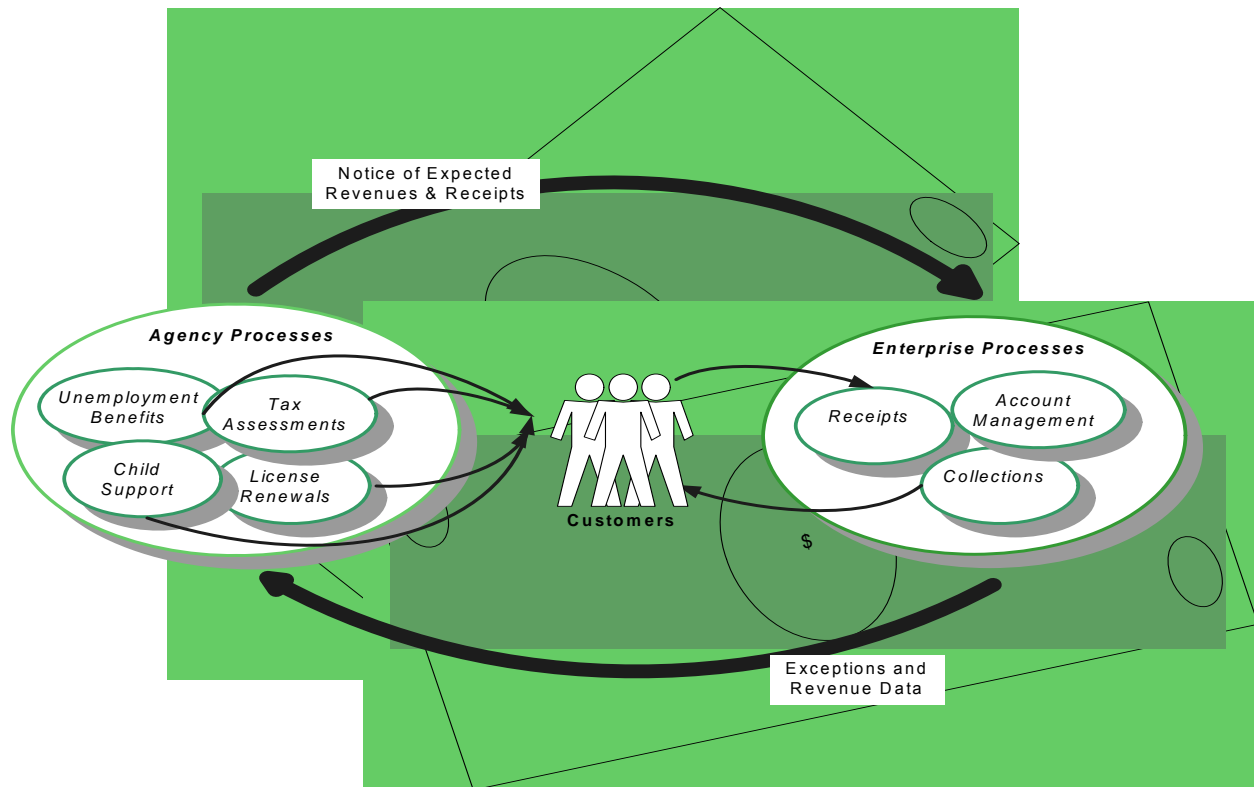 Notice of Expected
Revenues & Receipts
Agency Processes
Unemployment
Benefits
Tax
Assessments
Child
Support
License
Renewals
Customers
Enterprise Processes
Receipts
Account
Management
Collections
$
Exceptions and
Revenue Data